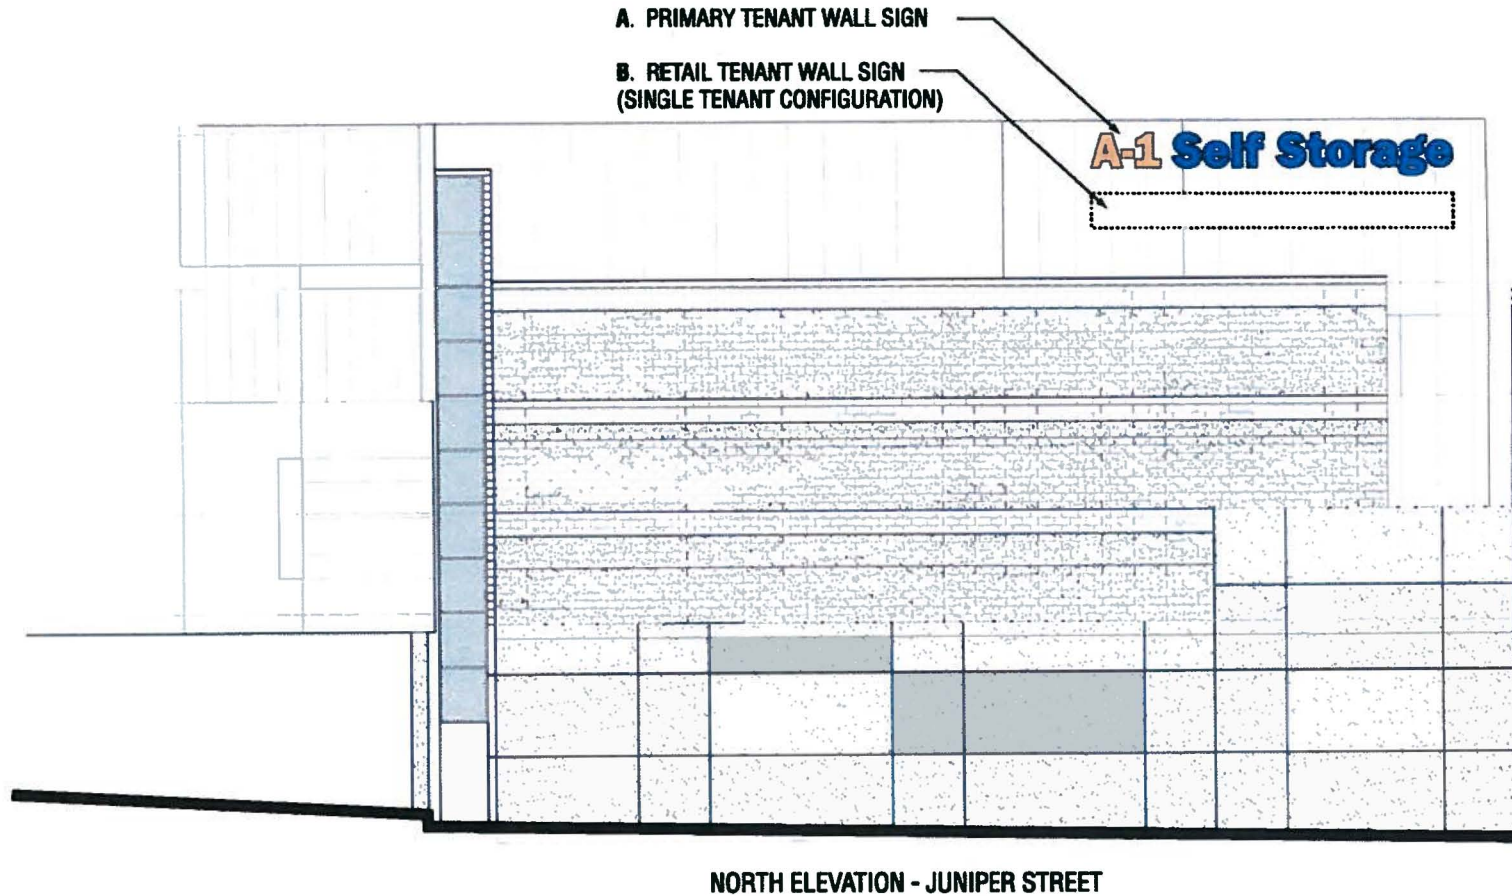 A. PRIMARY TENANT WALL SIGN
B. RETAIL TENANT WALL SIGN
(SINGLE TENANT CONFIGURATION)
A-1 Self Storage
NORTH ELEVATION - JUNIPER STREET